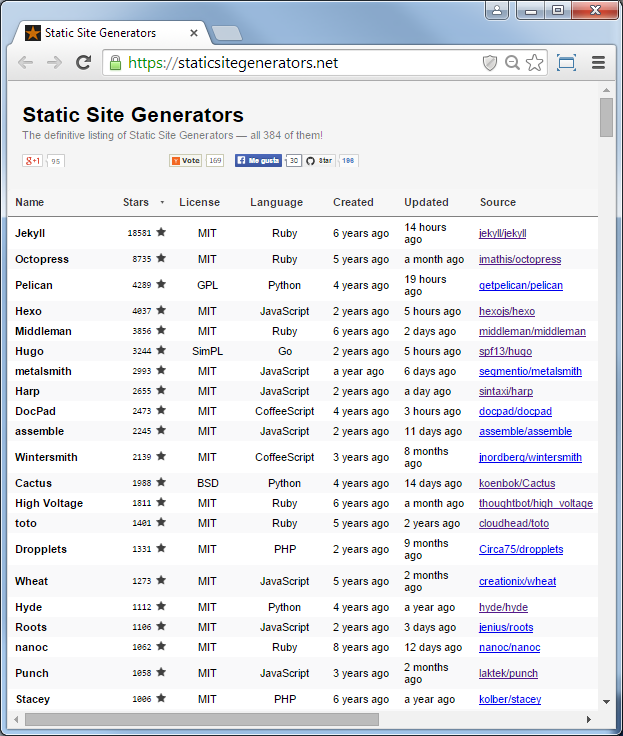 Static Site Generators
https://staticsitegenerators.net
Static Site Generators
The definitive listing of Static Site Generators — all 384 of them!
g+1 95 Y Vote 169 f Me gusta 30 Star 106
Name Stars License Language Created Updated Source
Jekyll 18581 ★ MIT Ruby 6 years ago 14 hours ago jekyll/jekyll
Octopress 8735 ★ MIT Ruby 5 years ago a month ago imathis/octopress
Pelican 4289 ★ GPL Python 4 years ago 19 hours ago getpelican/pelican
Hexo 4037 ★ MIT JavaScript 2 years ago 5 hours ago hexojs/hexo
Middleman 3856 ★ MIT Ruby 6 years ago 2 days ago middleman/middleman
Hugo 3244 ★ SimPL Go 2 years ago 5 hours ago spf13/hugo
metalsmith 2993 ★ MIT JavaScript a year ago 6 days ago segmentio/metalsmith
Harp 2655 ★ MIT JavaScript 2 years ago a day ago sintaxi/harp
DocPad 2473 ★ MIT CoffeeScript 4 years ago 3 hours ago docpad/docpad
assemble 2245 ★ MIT JavaScript 2 years ago 11 days ago assemble/assemble
Wintersmith 2139 ★ MIT CoffeeScript 3 years ago 8 months ago jnordberg/wintersmith
Cactus 1988 ★ BSD Python 4 years ago 14 days ago koenbok/Cactus
High Voltage 1811 ★ MIT Ruby 6 years ago a month ago thoughtbot/high_voltage
toto 1401 ★ MIT Ruby 5 years ago 2 years ago cloudhead/toto
Dropplets 1331 ★ MIT PHP 2 years ago 9 months ago Circa75/dropplets
Wheat 1273 ★ MIT JavaScript 5 years ago 2 months ago creationix/wheat
Hyde 1112 ★ MIT Python 4 years ago a year ago hyde/hyde
Roots 1106 ★ MIT JavaScript 2 years ago 3 days ago jenius/roots
nanoc 1062 ★ MIT Ruby 8 years ago 12 days ago nanoc/nanoc
Punch 1058 ★ MIT JavaScript 3 years ago 2 months ago laktek/punch
Stacey 1006 ★ MIT PHP 6 years ago a year ago kolber/stacey